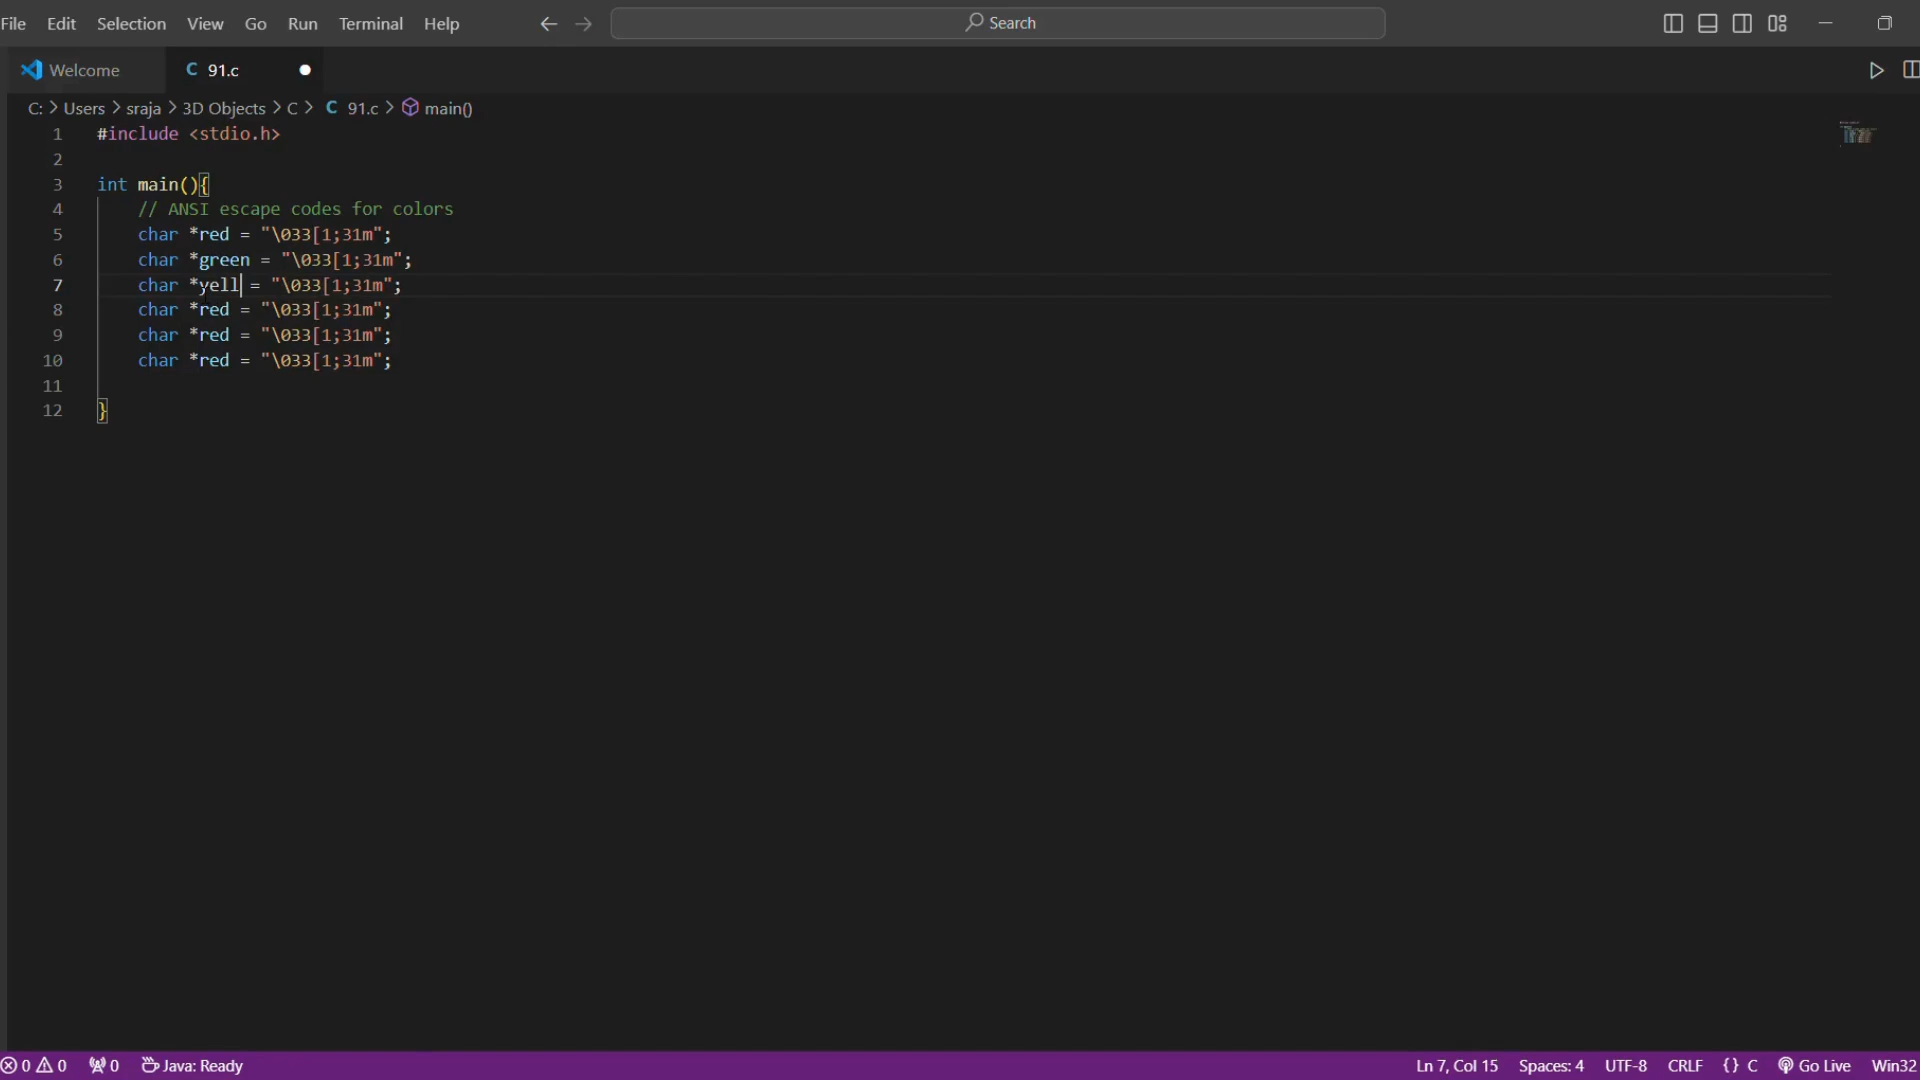 File Edit Selection View Go Run Terminal Help Search
Welcome C 91.c
C: > Users > sraja > 3D Objects > C > C 91.c > main()
1 #include <stdio.h>
2
3 int main(){
4 // ANSI escape codes for colors
5 char *red = "\033[1;31m";
6 char *green = "\033[1;31m";
7 char *yell = "\033[1;31m";
8 char *red = "\033[1;31m";
9 char *red = "\033[1;31m";
10 char *red = "\033[1;31m";
11
12 }
0 0 0 Java: Ready Ln 7, Col 15 Spaces: 4 UTF-8 CRLF {} C Go Live Win32